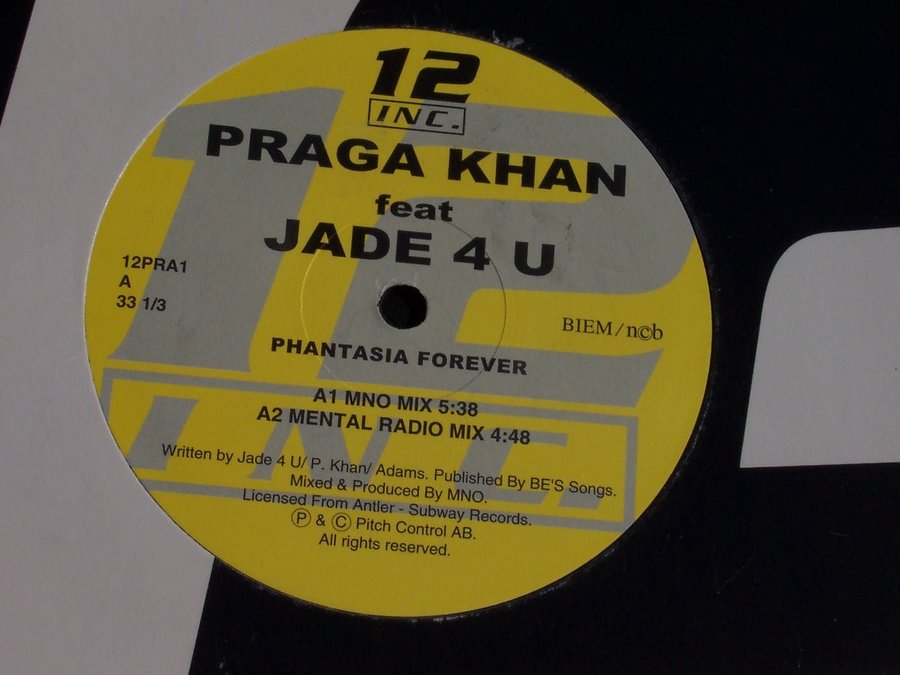 12
INC.
PRAGA KHAN
feat
JADE 4 U
12PRA1
A
33 1/3
BIEM/n©b
PHANTASIA FOREVER
A1 MNO MIX 5:38
A2 MENTAL RADIO MIX 4:48
Written by Jade 4 U/ P. Khan/ Adams. Published By BE'S Songs.
Mixed & Produced By MNO.
Licensed From Antler - Subway Records.
Ⓟ & Ⓒ Pitch Control AB.
All rights reserved.
12
INC.